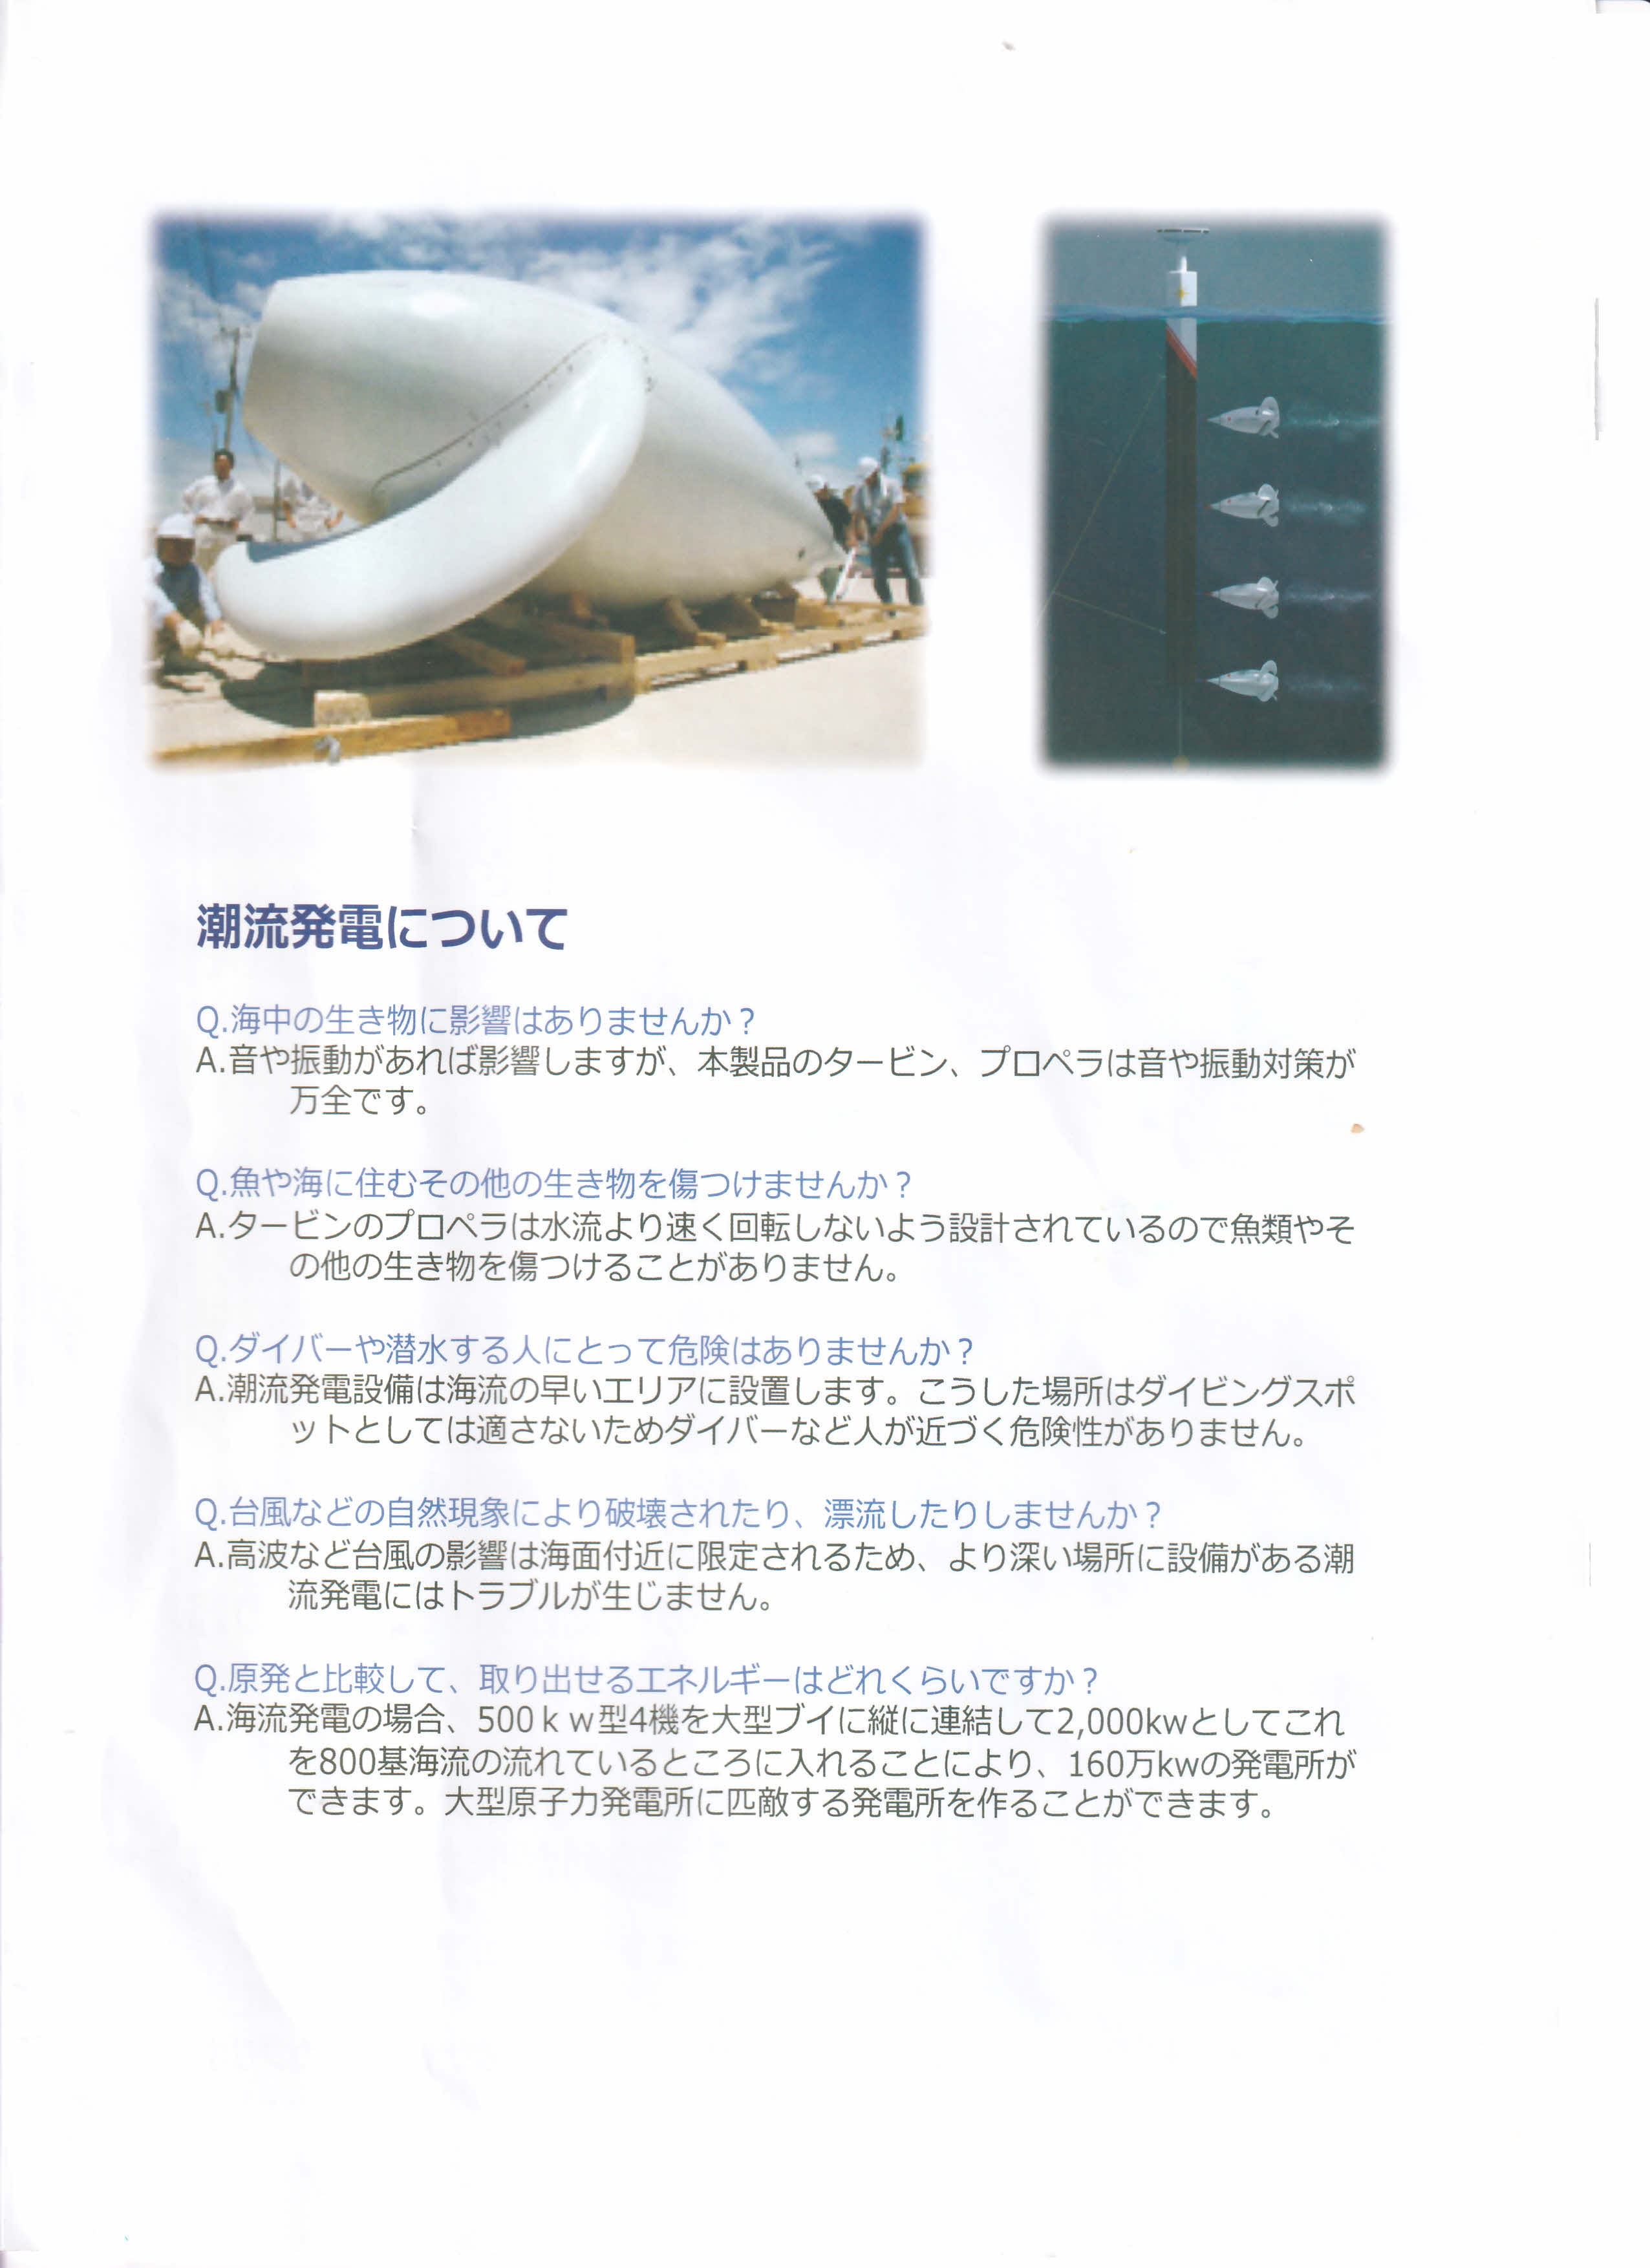 潮流発電について
Q.海中の生き物に影響はありませんか？
A.音や振動があれば影響しますが、本製品のタービン、プロペラは音や振動対策が
万全です。
Q.魚や海に住むその他の生き物を傷つけませんか？
A.タービンのプロペラは水流より速く回転しないよう設計されているので魚類やそ
の他の生き物を傷つけることがありません。
Q.ダイバーや潜水する人にとって危険はありませんか？
A.潮流発電設備は海流の早いエリアに設置します。こうした場所はダイビングスポ
ットとしては適さないためダイバーなど人が近づく危険性がありません。
Q.台風などの自然現象により破壊されたり、漂流したりしませんか？
A.高波など台風の影響は海面付近に限定されるため、より深い場所に設備がある潮
流発電にはトラブルが生じません。
Q.原発と比較して、取り出せるエネルギーはどれくらいですか？
A.海流発電の場合、500ｋｗ型4機を大型ブイに縦に連結して2,000kwとしてこれ
を800基海流の流れているところに入れることにより、160万kwの発電所が
できます。大型原子力発電所に匹敵する発電所を作ることができます。